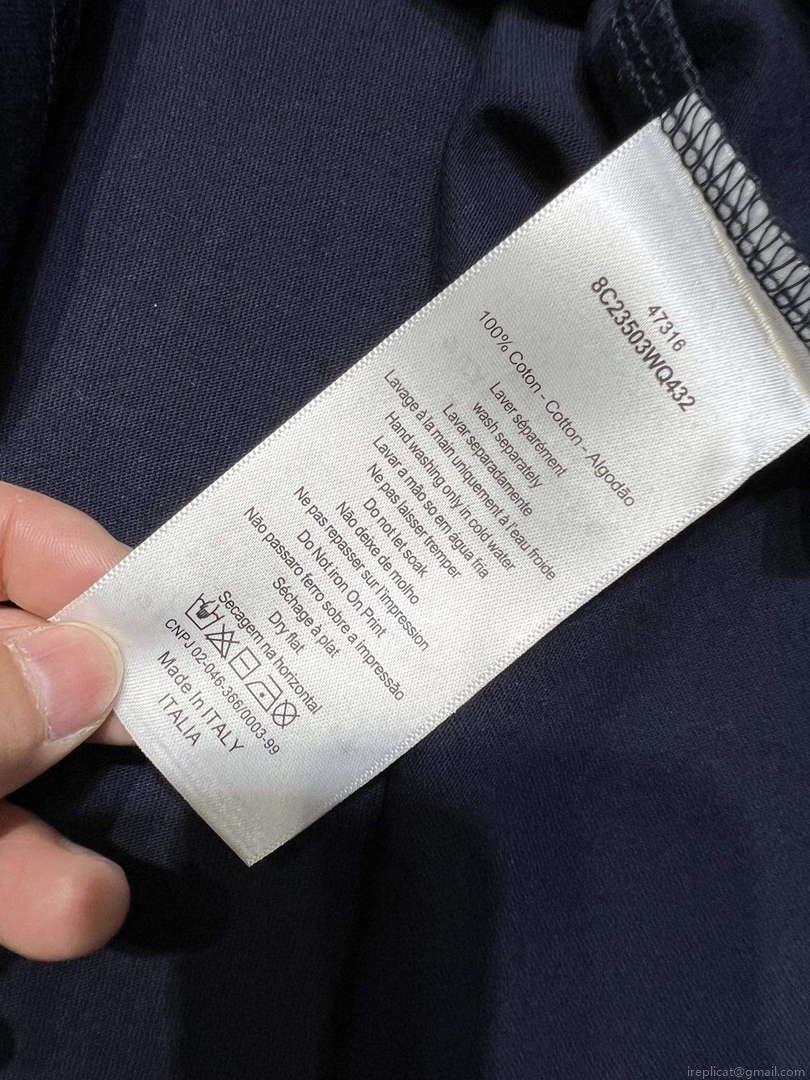 47316
8C23503WQ432
100% Coton - Cotton - Algodão
Laver séparément
wash separately
Lavar separadamente
Lavage à la main uniquement à l'eau froide
Hand washing only in cold water
Lavar a mão so em água fria
Ne pas laisser tremper
Do not let soak
Não deixe de molho
Ne pas repasser sur l'impression
Do Not Iron On Print
Não passaro ferro sobre a impressão
Séchage à plat
Dry flat
Secagem na horizontal
CNPJ 02-046-366/0003-99
Made In ITALY
ITALIA
ireplicat@gmail.com